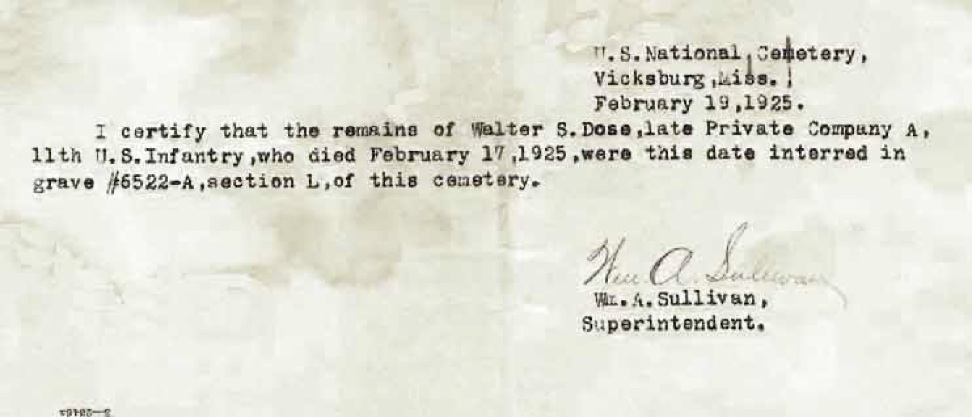 U.S.National Cemetery,
Vicksburg,Miss.
February 19,1925.
I certify that the remains of Walter S.Dose,late Private Company A,
11th U.S.Infantry,who died February 17,1925,were this date interred in
grave #6522-A,section L,of this cemetery.
Wm A. Sullivan
Wm.A.Sullivan,
Superintendent.